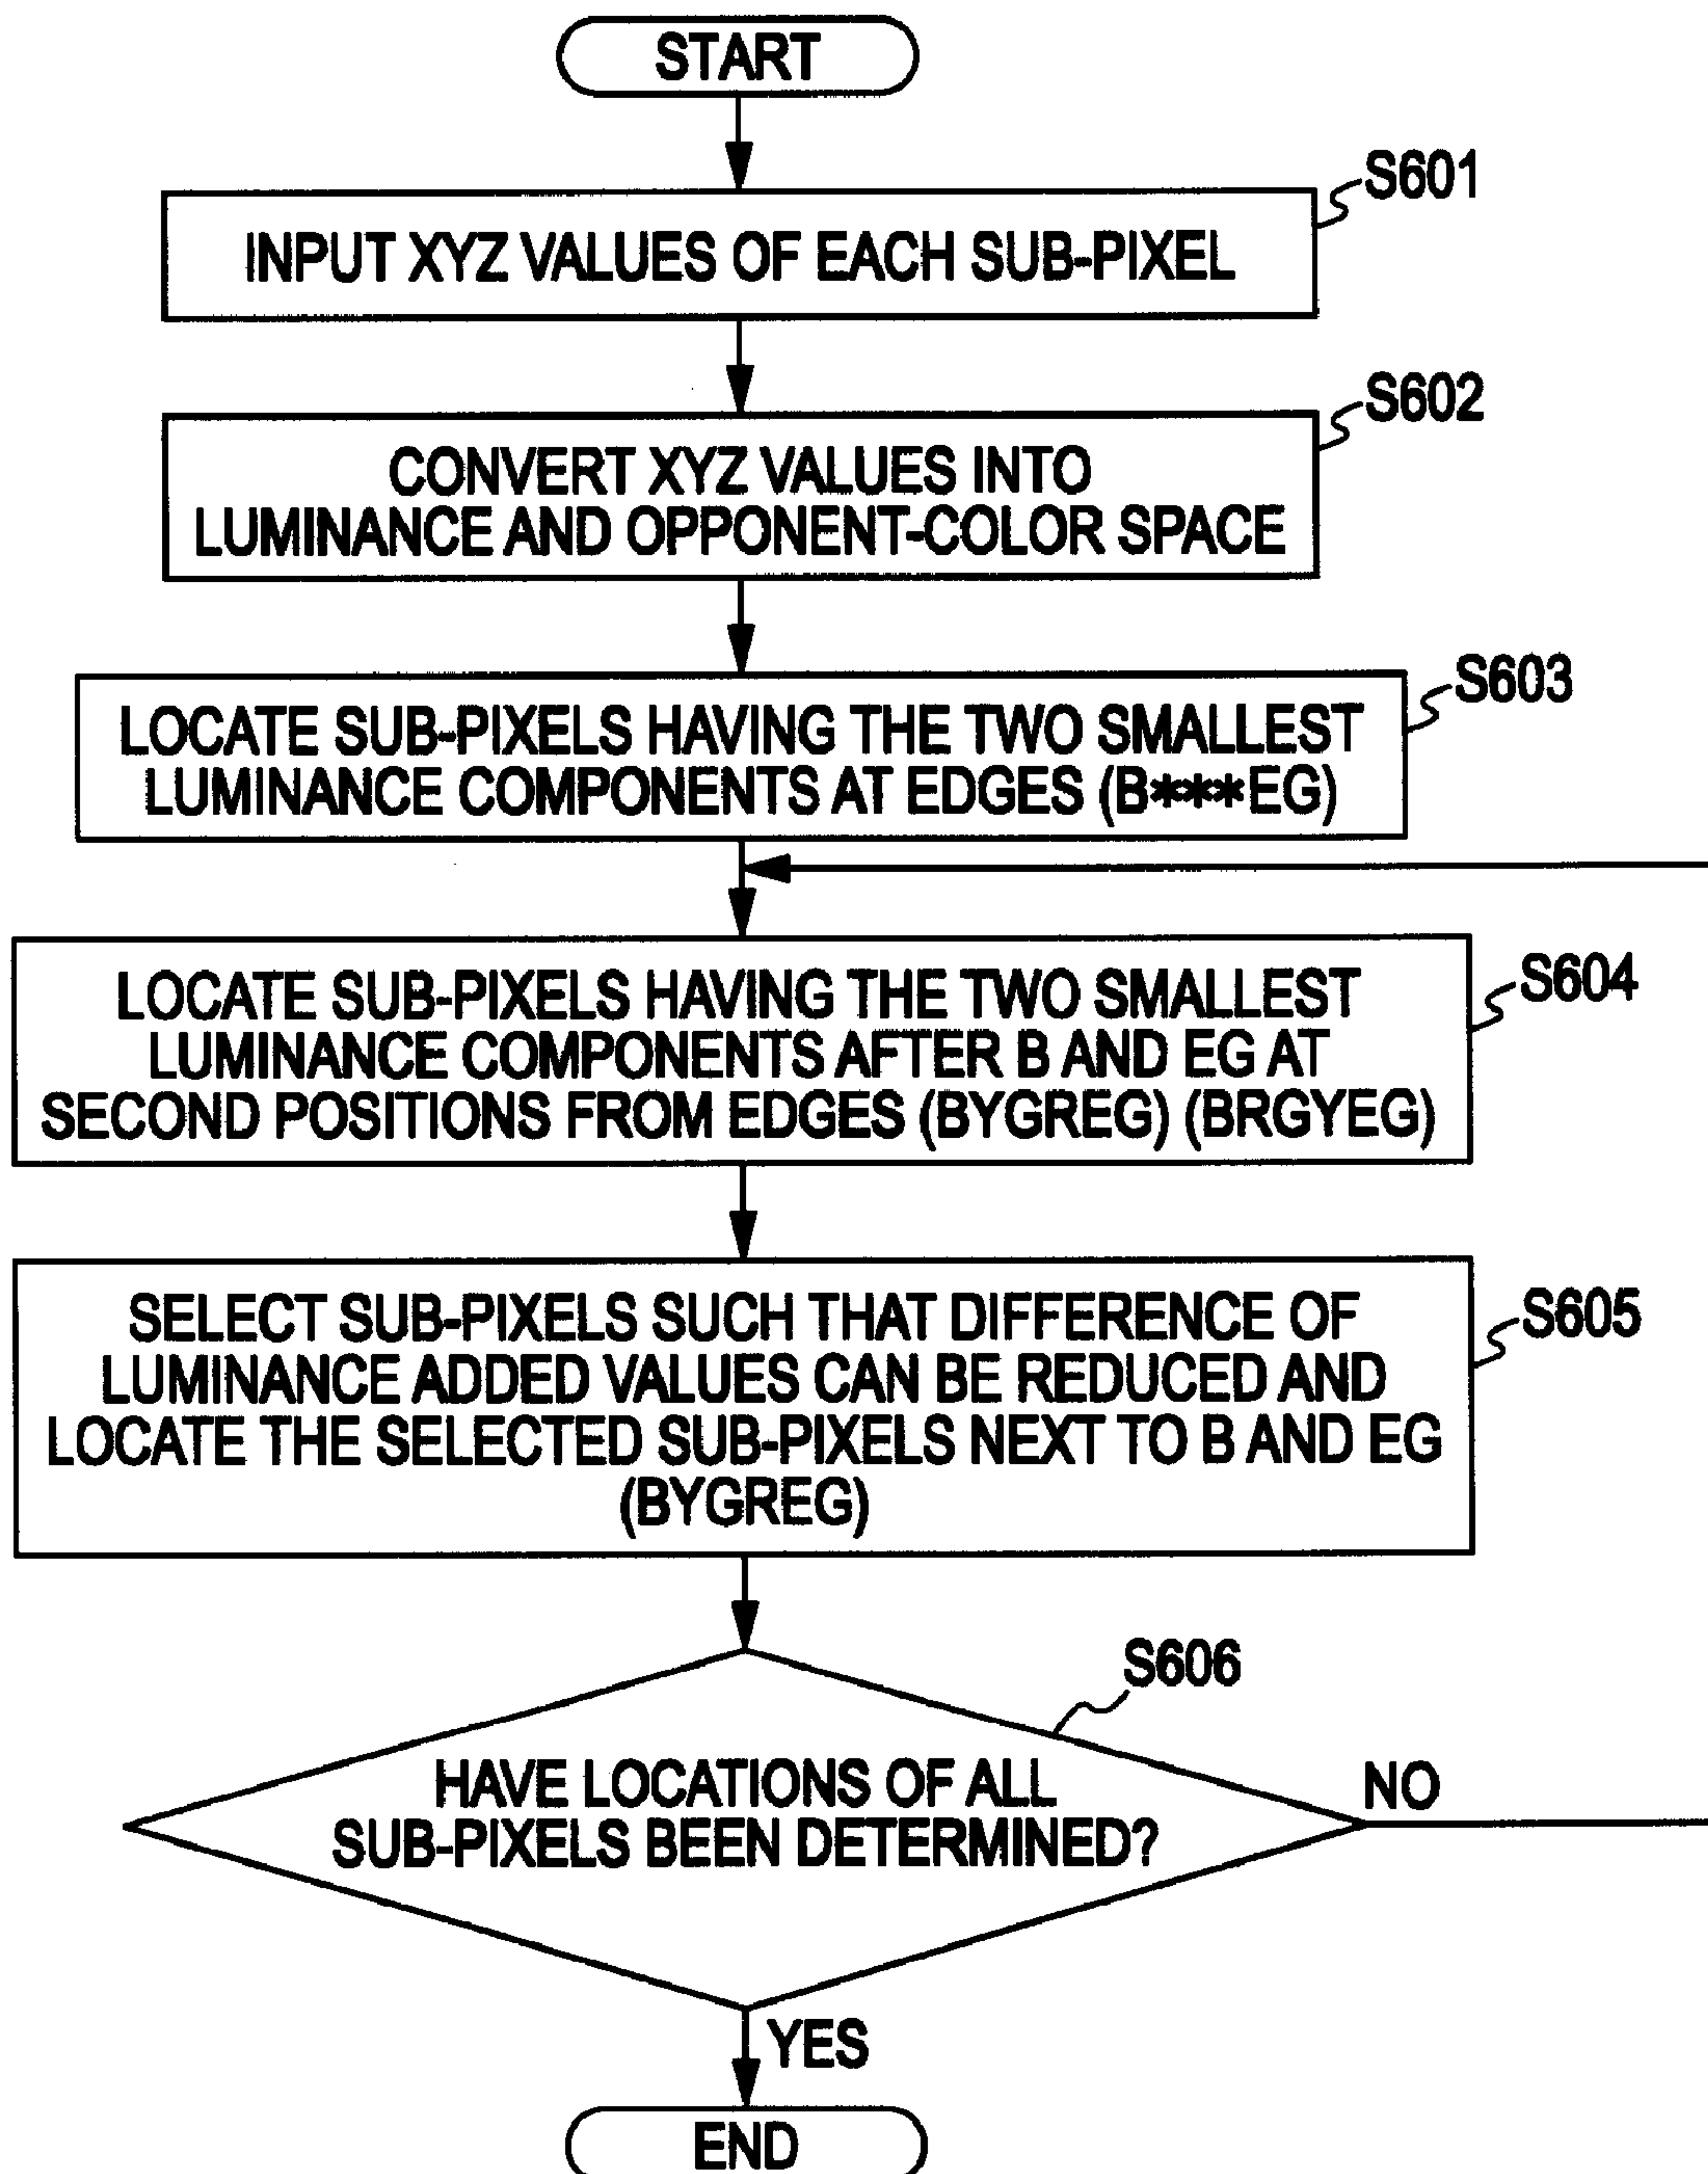 START
S601
INPUT XYZ VALUES OF EACH SUB-PIXEL
S602
CONVERT XYZ VALUES INTO
LUMINANCE AND OPPONENT-COLOR SPACE
S603
LOCATE SUB-PIXELS HAVING THE TWO SMALLEST
LUMINANCE COMPONENTS AT EDGES (B***EG)
S604
LOCATE SUB-PIXELS HAVING THE TWO SMALLEST
LUMINANCE COMPONENTS AFTER B AND EG AT
SECOND POSITIONS FROM EDGES (BYGREG) (BRGYEG)
S605
SELECT SUB-PIXELS SUCH THAT DIFFERENCE OF
LUMINANCE ADDED VALUES CAN BE REDUCED AND
LOCATE THE SELECTED SUB-PIXELS NEXT TO B AND EG
(BYGREG)
S606
HAVE LOCATIONS OF ALL
SUB-PIXELS BEEN DETERMINED?
NO
YES
END